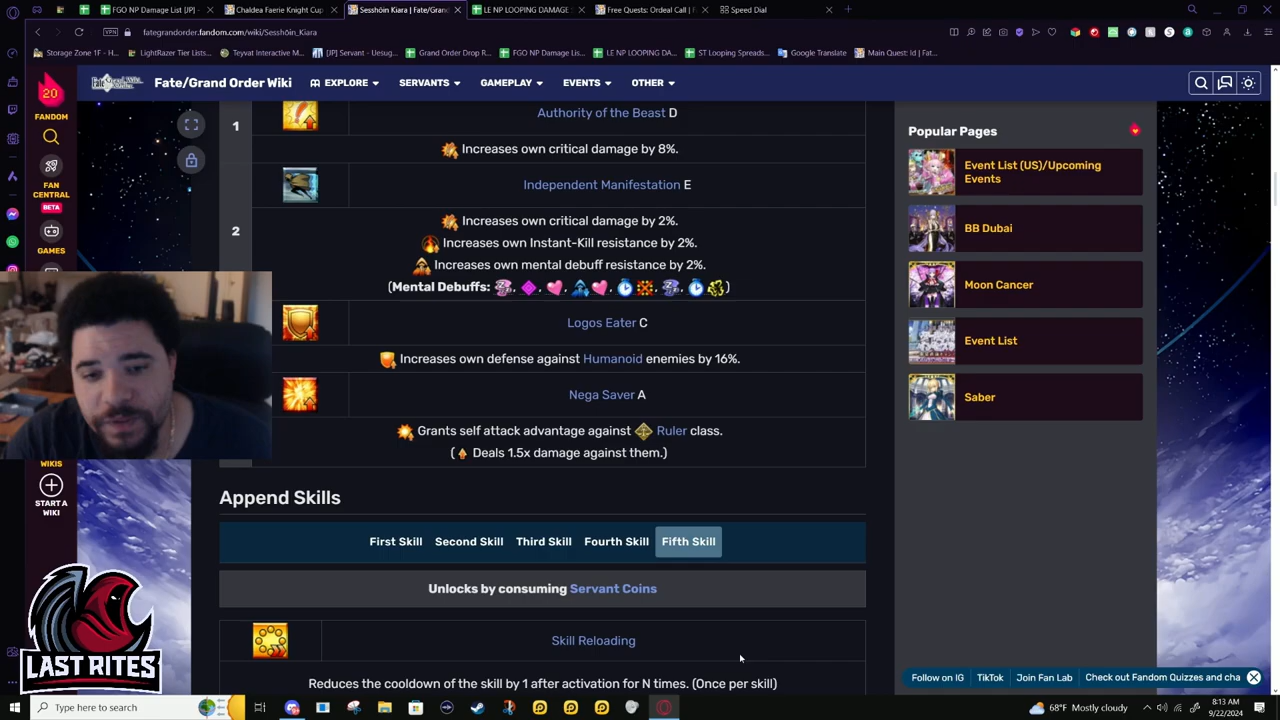 FGO NP Damage List [JP] -
Chaldea Faerie Knight Cup
Sesshōin Kiara | Fate/Grand
LE NP LOOPING DAMAGE
Free Quests: Ordeal Call | F
Speed Dial
VPN
fategrandorder.fandom.com/wiki/Sesshōin_Kiara
Storage Zone 1F - H...
LightRazer Tier Lis...
Teyvat Interactive M...
[JP] Servant - Uesug...
Grand Order Drop R...
FGO NP Damage Lis...
LE NP LOOPING DA...
ST Looping Spreads...
Google Translate
Main Quest: Id | Fat...
20
FANDOM
FAN
CENTRAL
BETA
GAMES
WIKIS
START A
WIKI
Fate/Grand Order Wiki
EXPLORE
SERVANTS
GAMEPLAY
EVENTS
OTHER
1
Authority of the Beast D
Increases own critical damage by 8%.
Independent Manifestation E
2
Increases own critical damage by 2%.
Increases own Instant-Kill resistance by 2%.
Increases own mental debuff resistance by 2%.
(Mental Debuffs: , , , , , , , )
Logos Eater C
Increases own defense against Humanoid enemies by 16%.
Nega Saver A
Grants self attack advantage against Ruler class.
( Deals 1.5x damage against them.)
Append Skills
First Skill
Second Skill
Third Skill
Fourth Skill
Fifth Skill
Unlocks by consuming Servant Coins
Skill Reloading
Reduces the cooldown of the skill by 1 after activation for N times. (Once per skill)
Popular Pages
Event List (US)/Upcoming
Events
BB Dubai
Moon Cancer
Event List
Saber
Follow on IG
TikTok
Join Fan Lab
Check out Fandom Quizzes and cha
LAST RITES
Type here to search
68°F Mostly cloudy
8:13 AM
9/22/2024